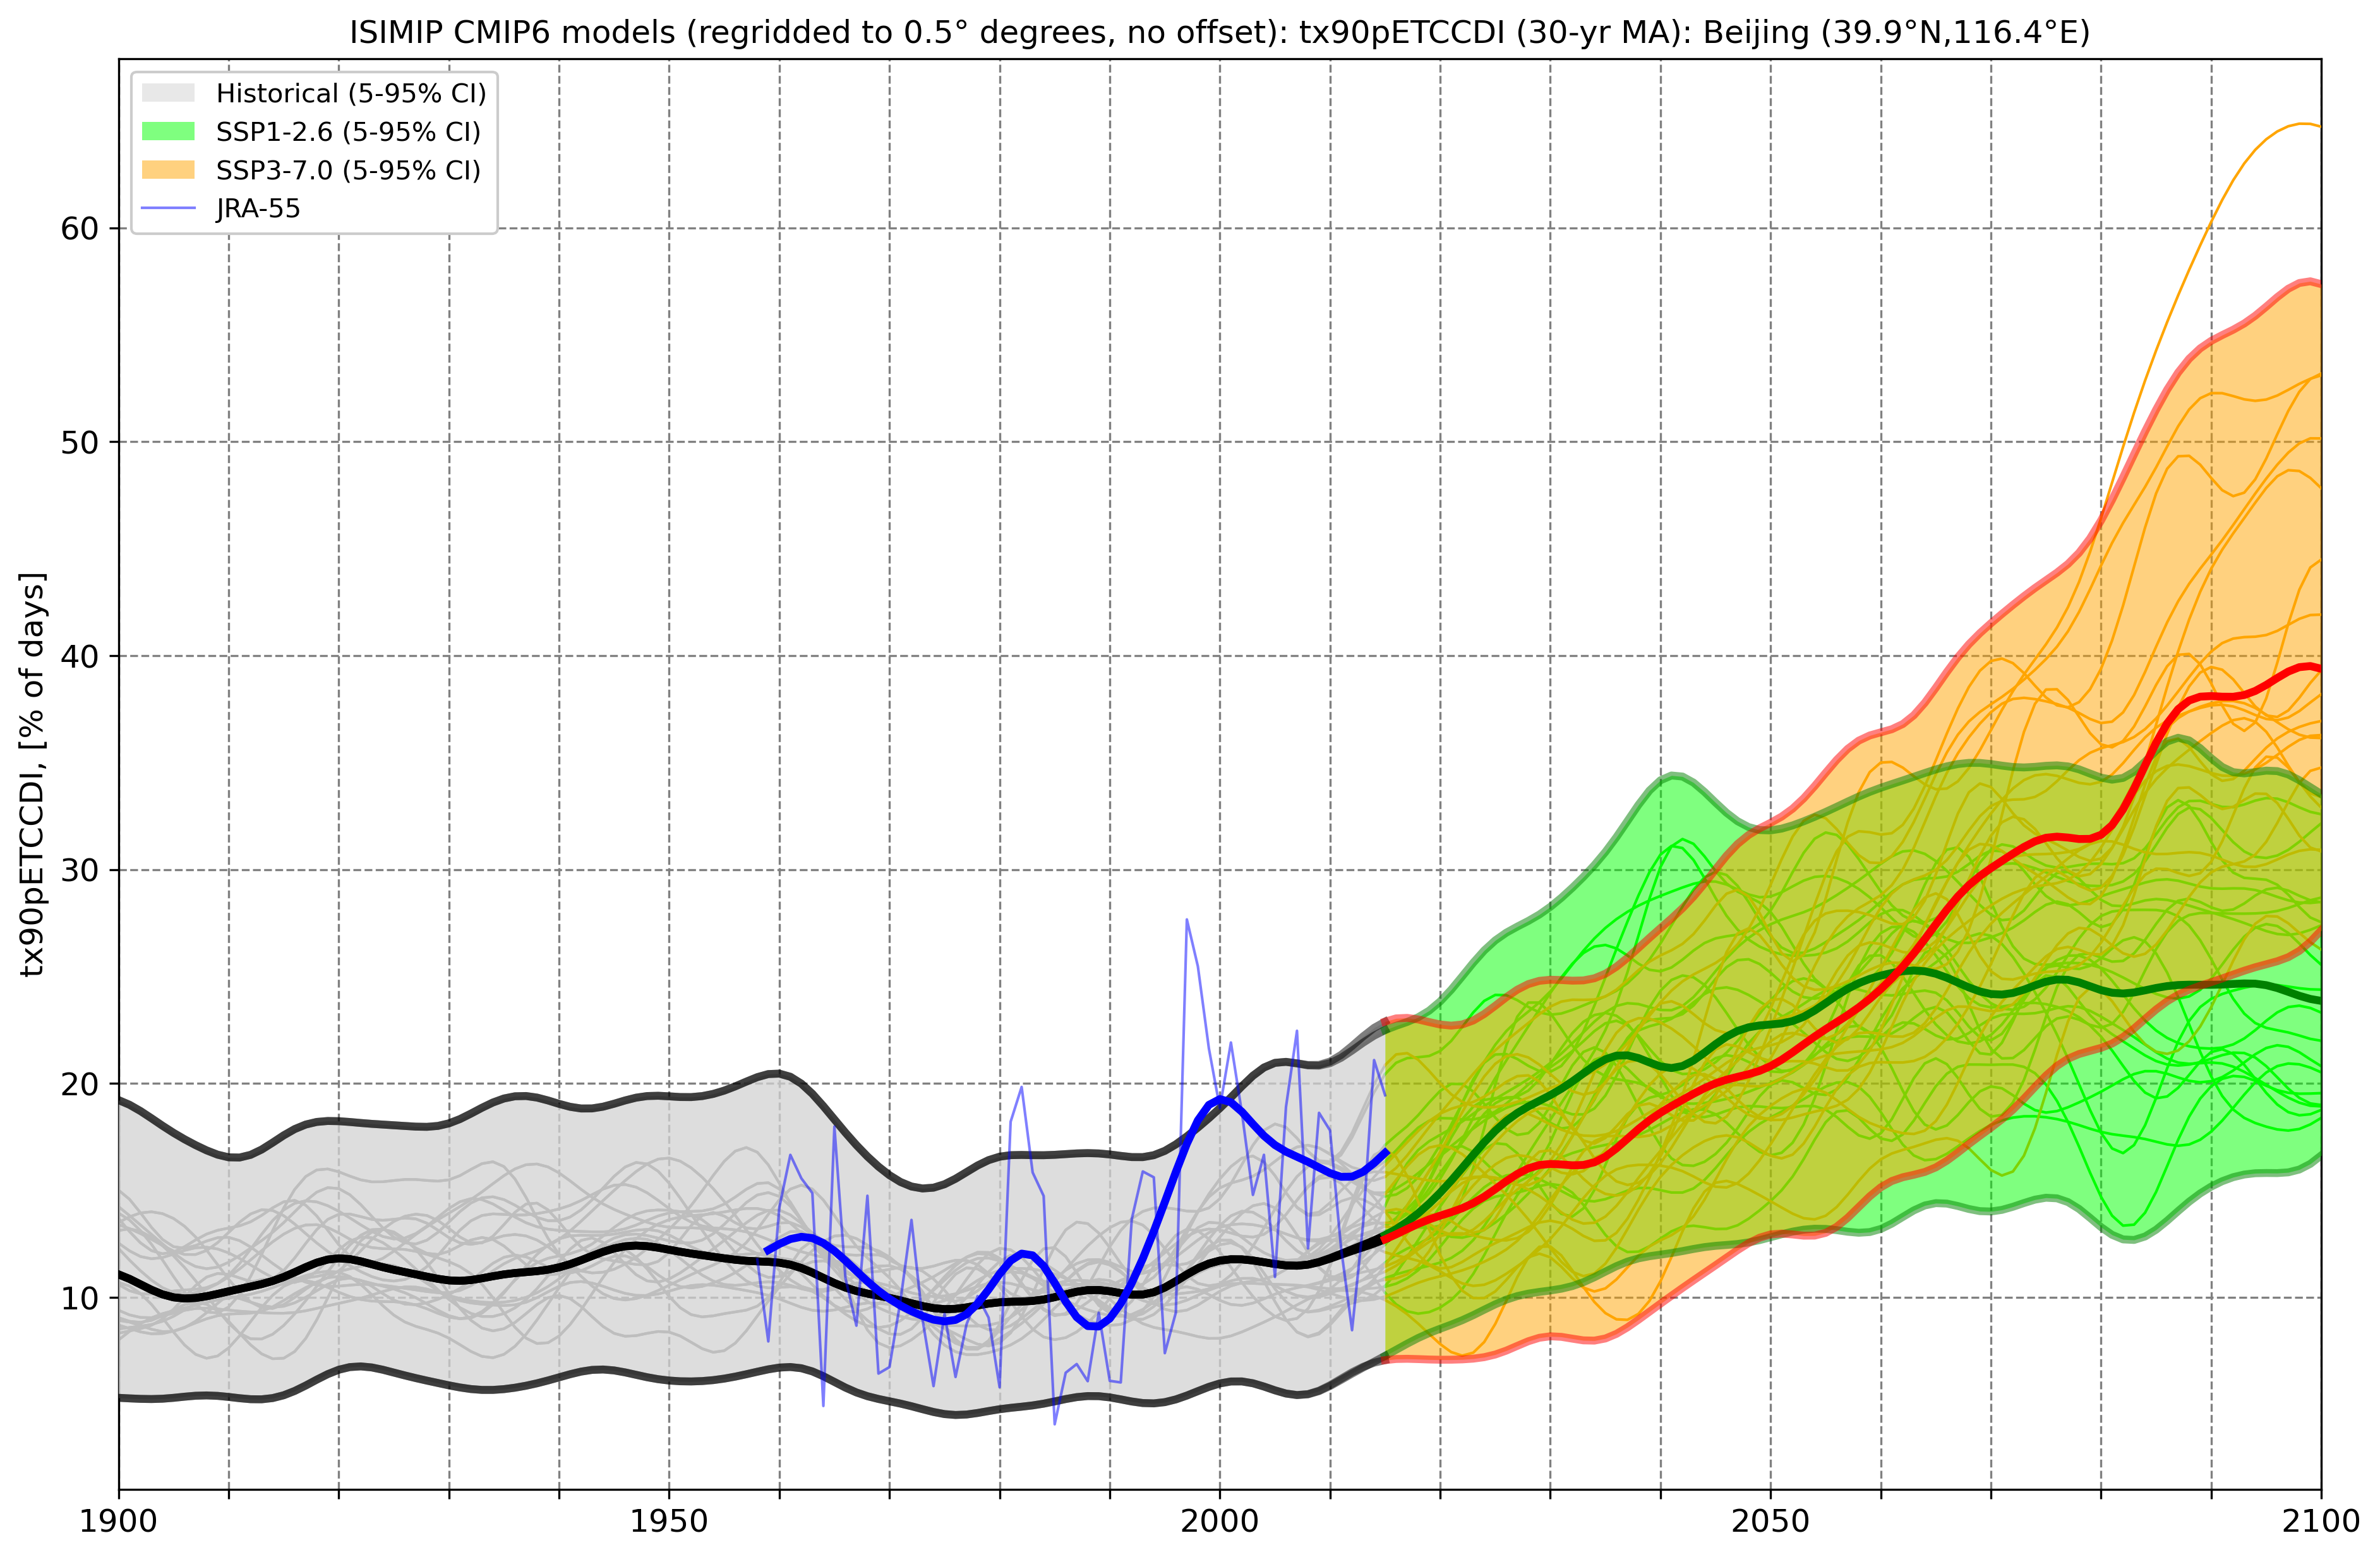 ISIMIP CMIP6 models (regridded to 0.5° degrees, no offset): tx90pETCCDI (30-yr MA): Beijing (39.9°N,116.4°E)
Historical (5-95% CI)
SSP1-2.6 (5-95% CI)
SSP3-7.0 (5-95% CI)
JRA-55
tx90pETCCDI, [% of days]
60
50
40
30
20
10
1900 1950 2000 2050 2100